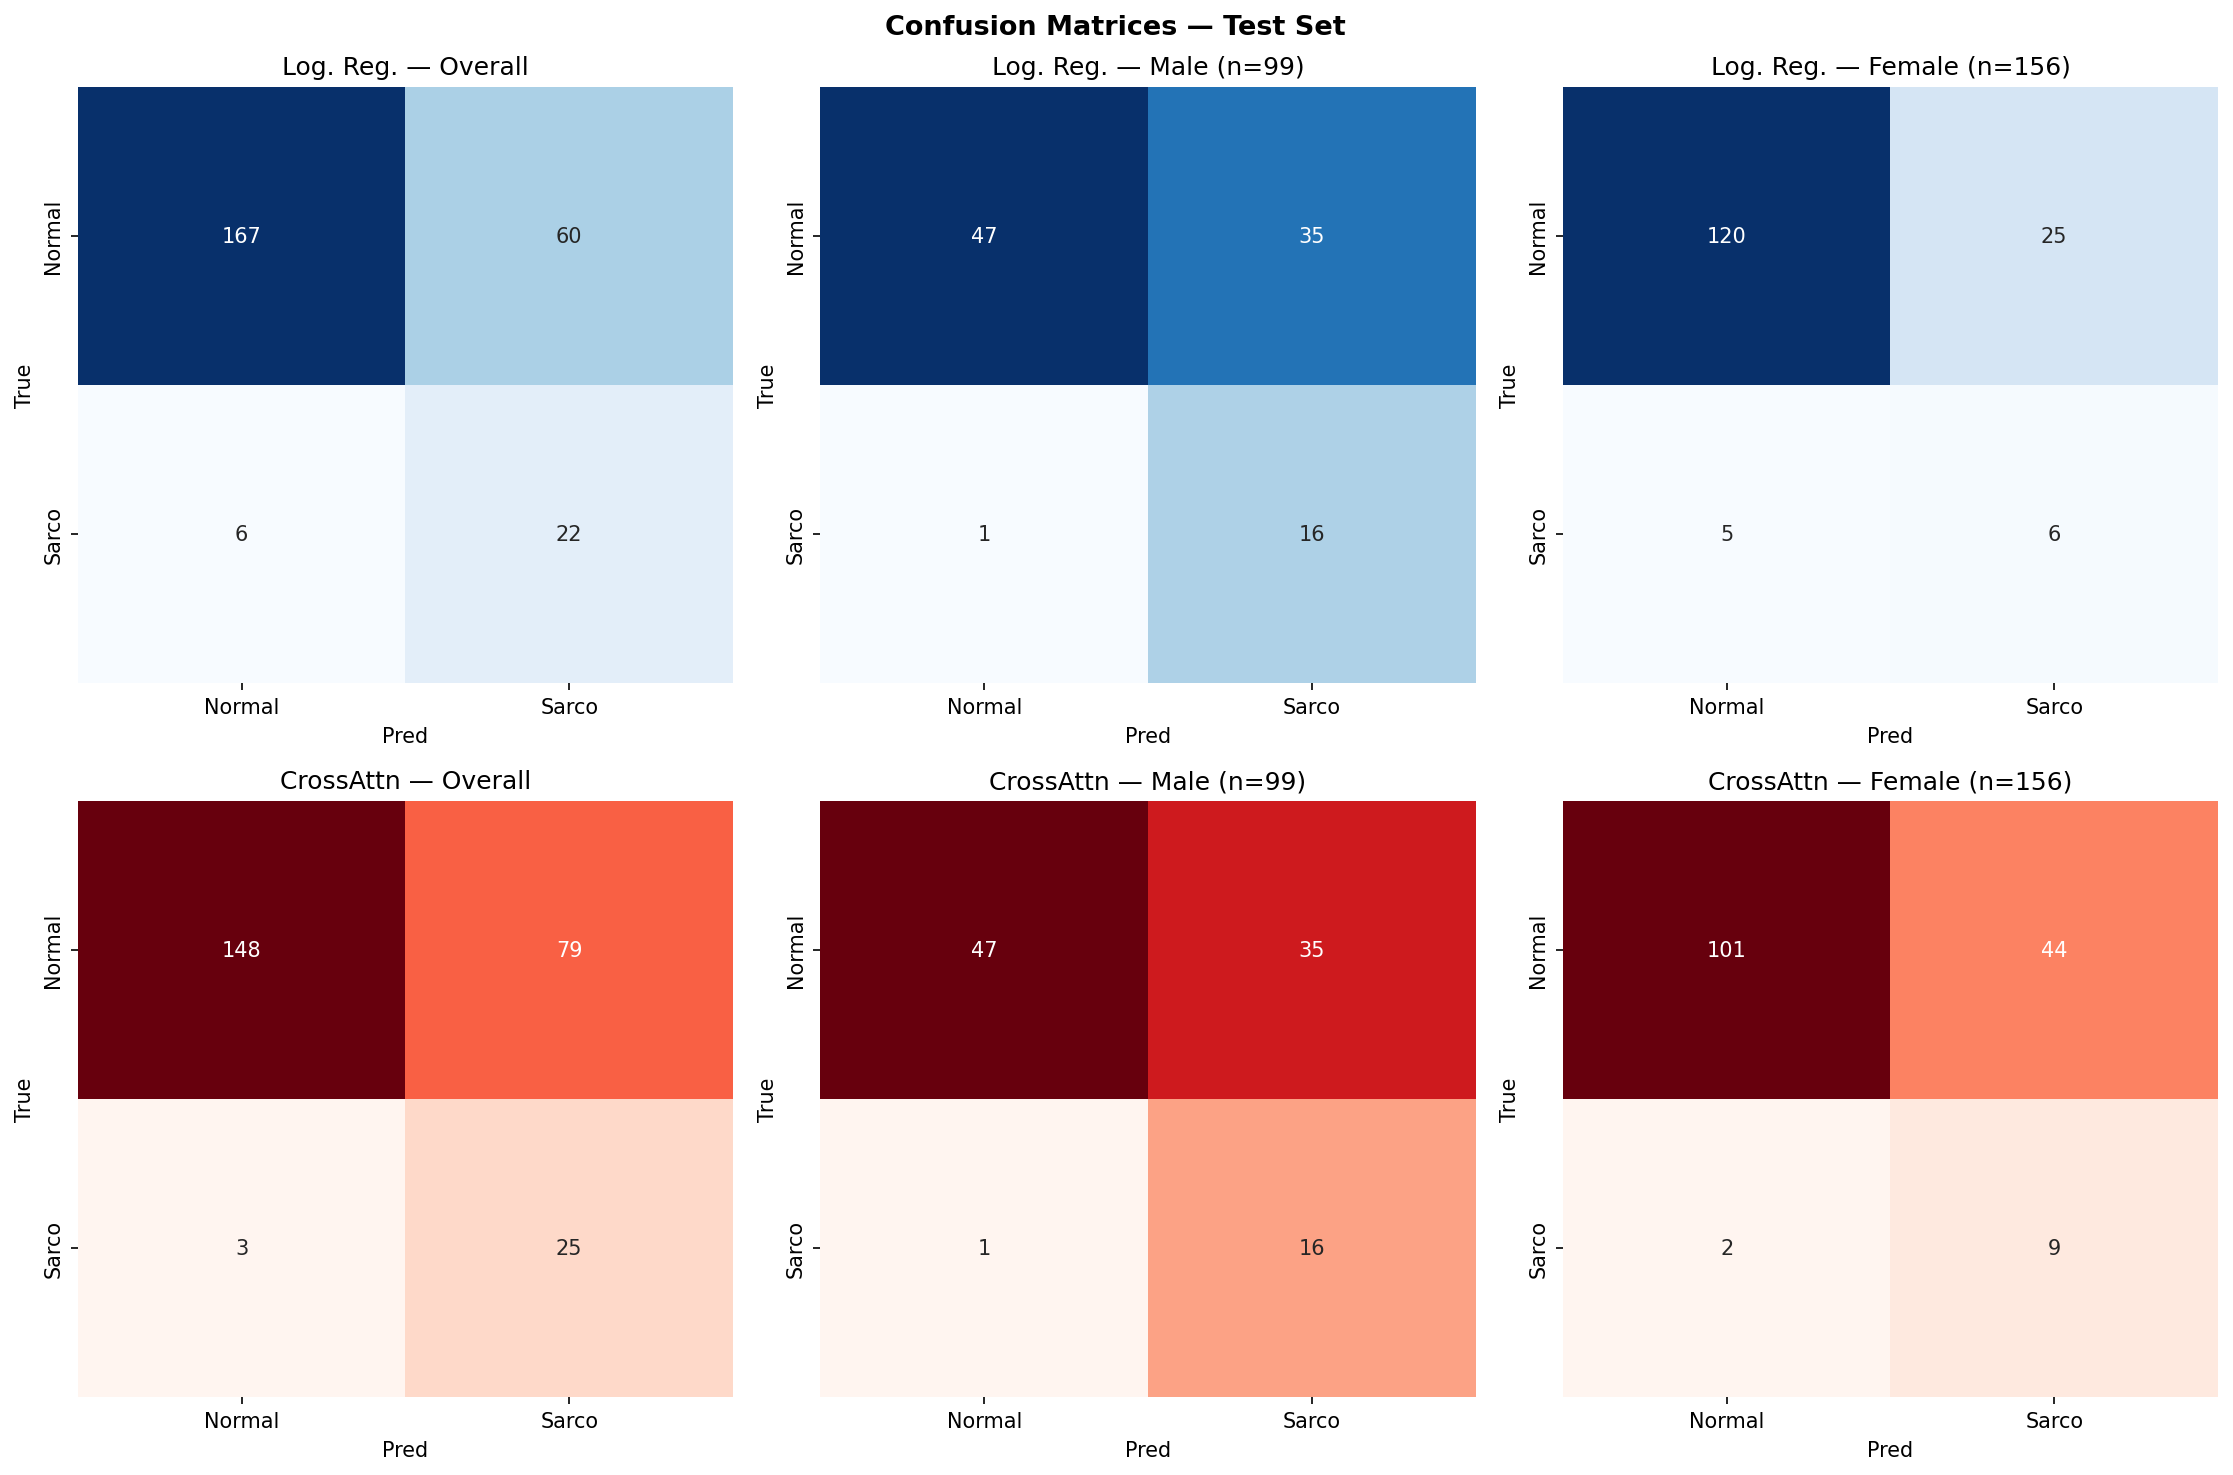 Confusion Matrices — Test Set
Log. Reg. — Overall
True
Normal
Sarco
167
60
6
22
Normal
Sarco
Pred
Log. Reg. — Male (n=99)
True
Normal
Sarco
47
35
1
16
Normal
Sarco
Pred
Log. Reg. — Female (n=156)
True
Normal
Sarco
120
25
5
6
Normal
Sarco
Pred
CrossAttn — Overall
True
Normal
Sarco
148
79
3
25
Normal
Sarco
Pred
CrossAttn — Male (n=99)
True
Normal
Sarco
47
35
1
16
Normal
Sarco
Pred
CrossAttn — Female (n=156)
True
Normal
Sarco
101
44
2
9
Normal
Sarco
Pred